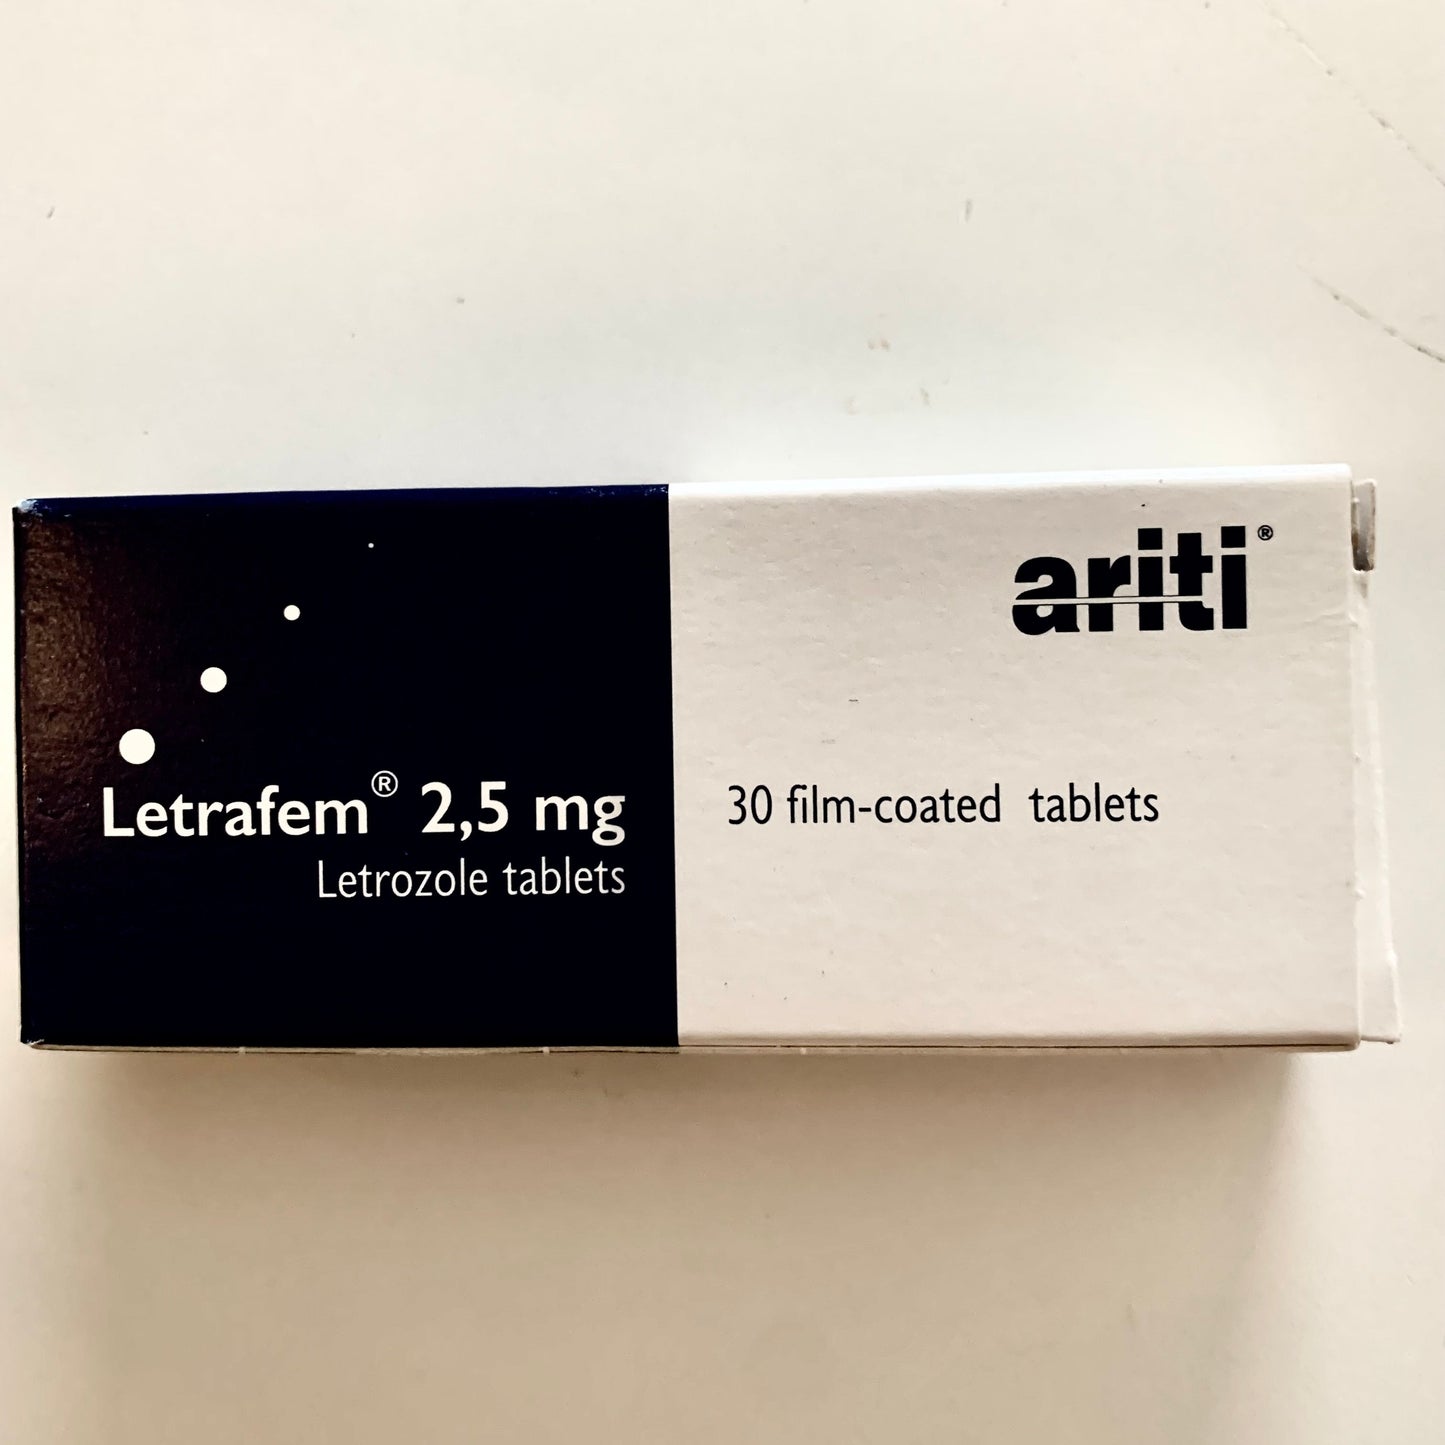 ariti®
Letrafem® 2,5 mg
Letrozole tablets
30 film-coated tablets